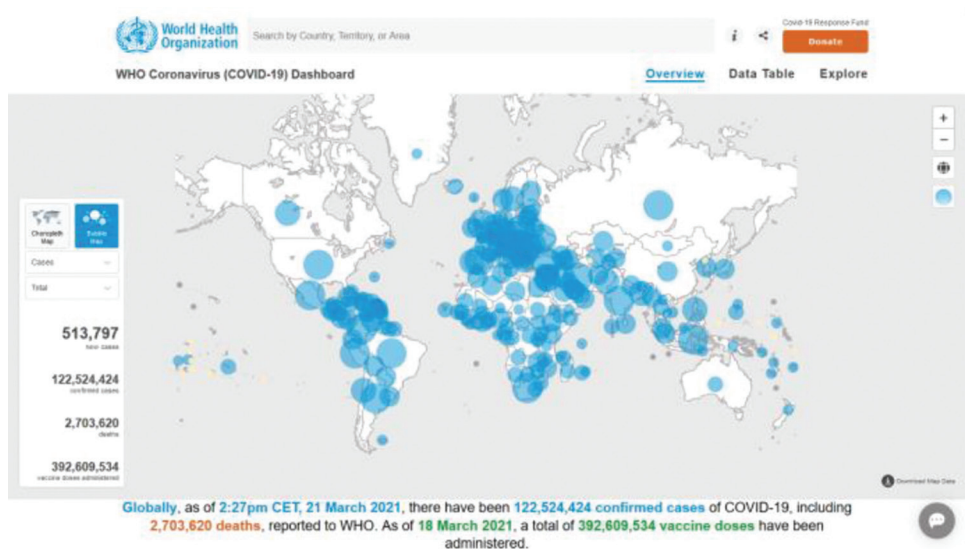 World Health
Organization
Search by Country, Territory, or Area
i
Covid-19 Response Fund
Donate
WHO Coronavirus (COVID-19) Dashboard
Overview
Data Table
Explore
+
−
Choropleth
Map
Bubble
Map
Cases
Total
513,797
new cases
122,524,424
confirmed cases
2,703,620
deaths
392,609,534
vaccine doses administered
Download Map Data
Globally, as of 2:27pm CET, 21 March 2021, there have been 122,524,424 confirmed cases of COVID-19, including
2,703,620 deaths, reported to WHO. As of 18 March 2021, a total of 392,609,534 vaccine doses have been
administered.